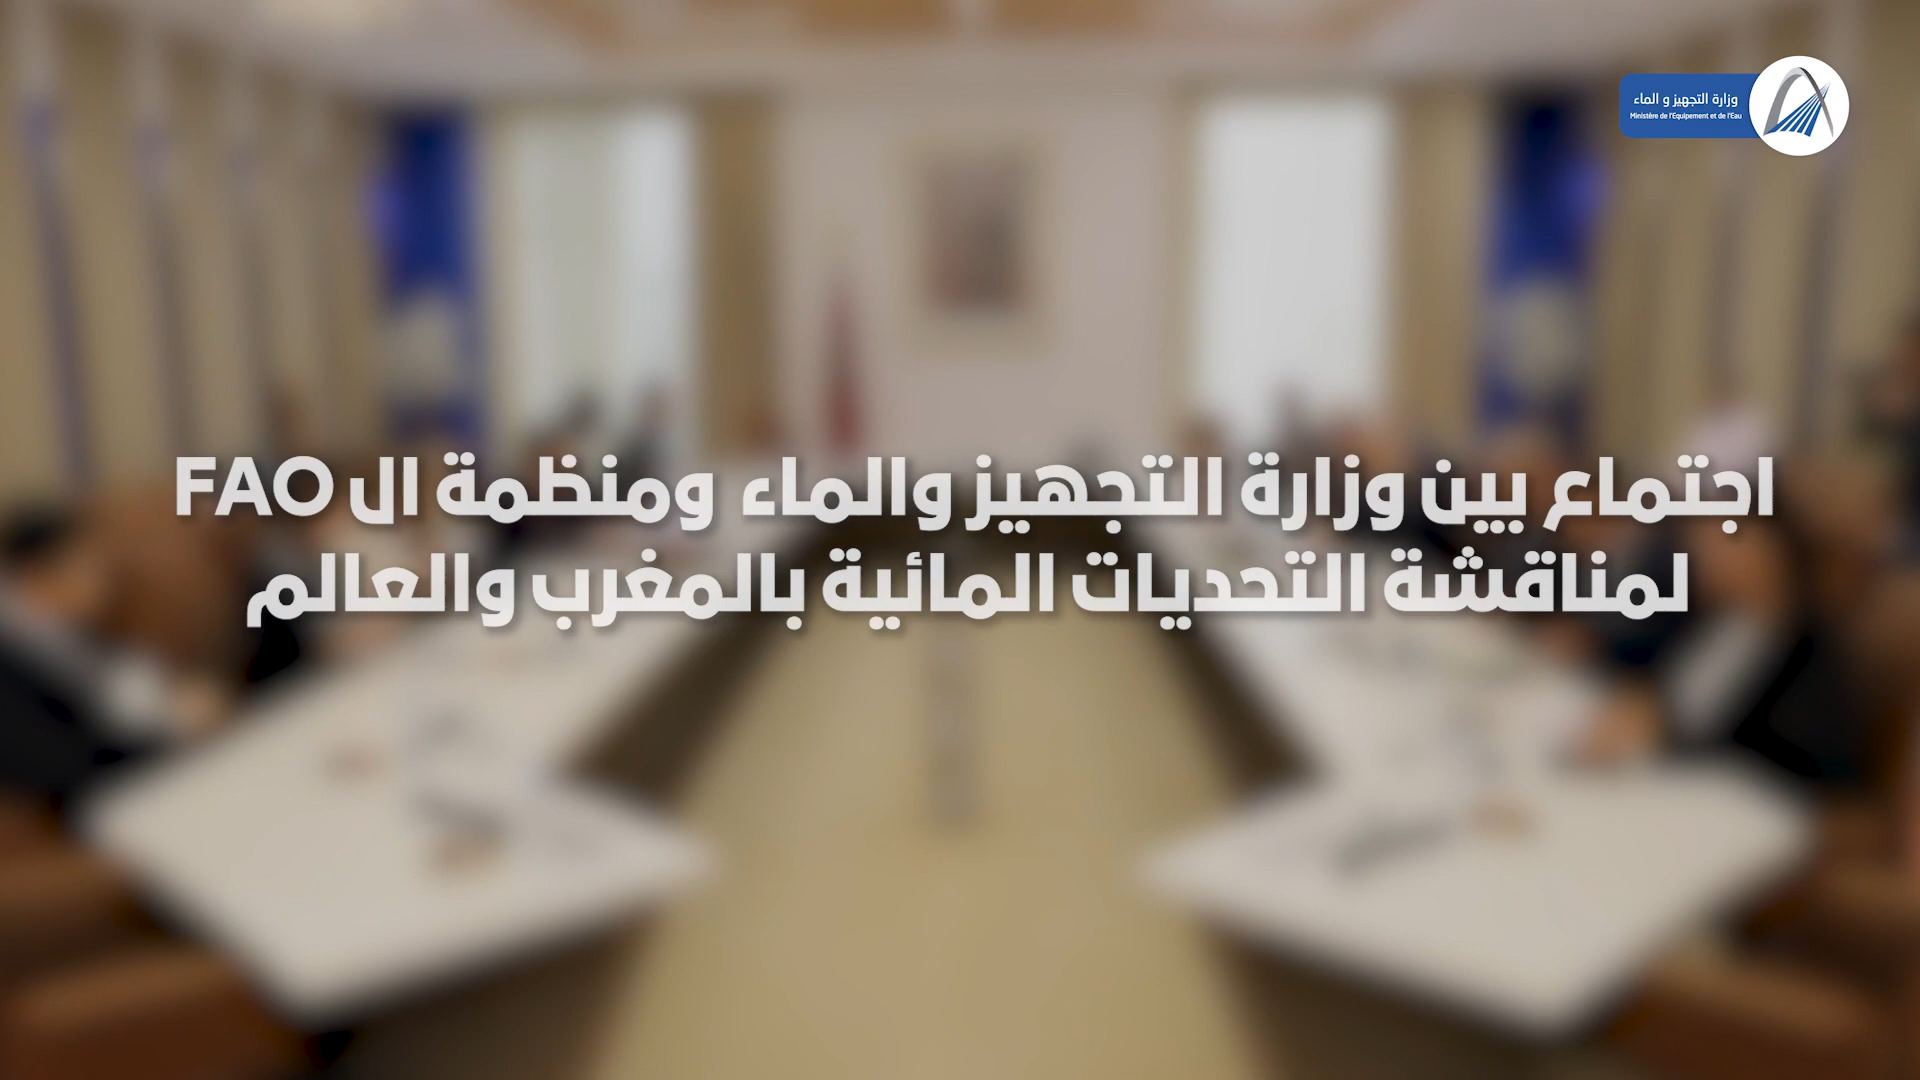 وزارة التجهيز و الماء
Ministère de l'Equipement et de l'Eau
اجتماع بين وزارة التجهيز والماء ومنظمة ال FAO
لمناقشة التحديات المائية بالمغرب والعالم